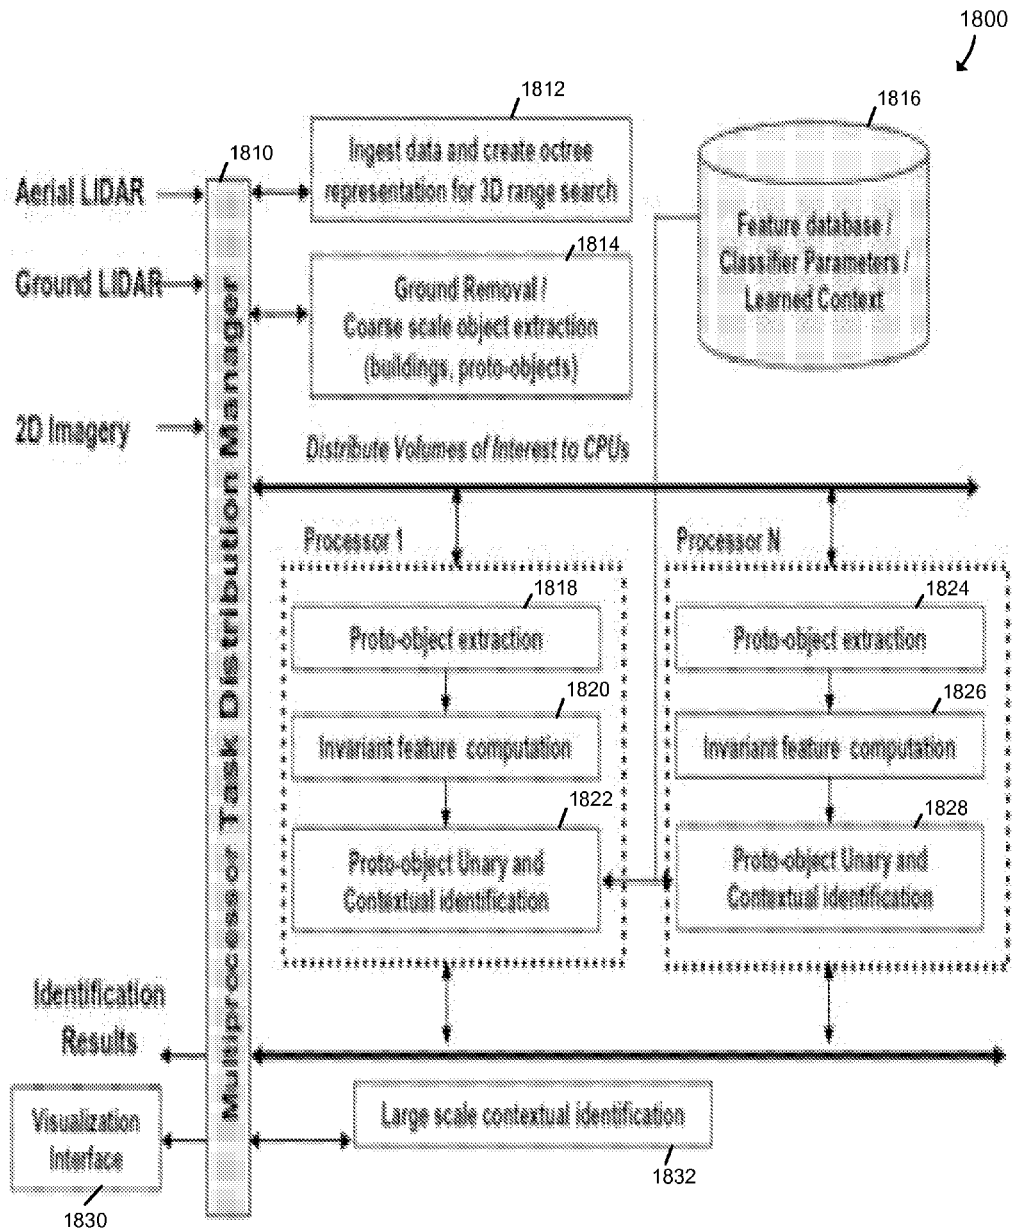 1800
1812
1816
1810
Ingest data and create octree
representation for 3D range search
Aerial LIDAR
Feature database /
Classifier Parameters /
Learned Context
1814
Ground LIDAR
Ground Removal /
Coarse scale object extraction
(buildings, proto-objects)
2D Imagery
Multiprocessor Task Distribution Manager
Distribute Volumes of Interest to CPUs
Processor 1
Processor N
1818
Proto-object extraction
1824
Proto-object extraction
1820
Invariant feature computation
1826
Invariant feature computation
1822
Proto-object Unary and
Contextual identification
1828
Proto-object Unary and
Contextual identification
Identification
Results
Visualization
Interface
1830
Large scale contextual identification
1832